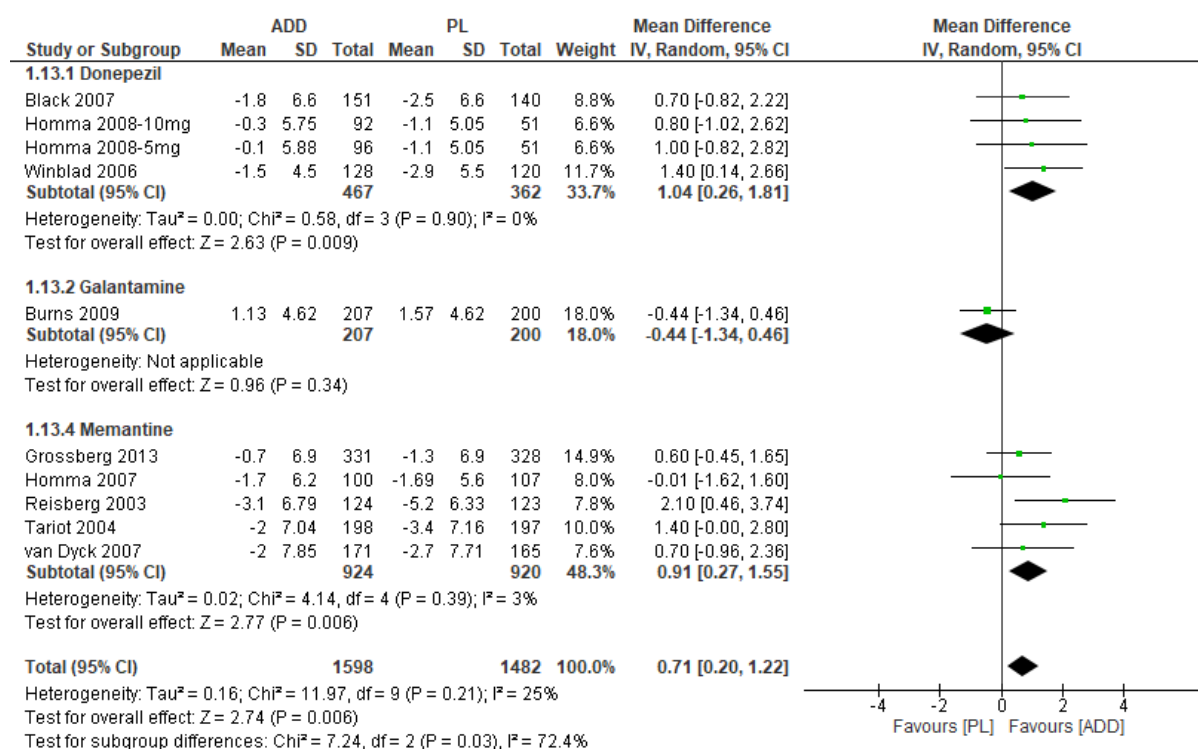 ADD PL Mean Difference Mean Difference
Study or Subgroup Mean SD Total Mean SD Total Weight IV, Random, 95% CI IV, Random, 95% CI
1.13.1 Donepezil
Black 2007 -1.8 6.6 151 -2.5 6.6 140 8.8% 0.70 [-0.82, 2.22]
Homma 2008-10mg -0.3 5.75 92 -1.1 5.05 51 6.6% 0.80 [-1.02, 2.62]
Homma 2008-5mg -0.1 5.88 96 -1.1 5.05 51 6.6% 1.00 [-0.82, 2.82]
Winblad 2006 -1.5 4.5 128 -2.9 5.5 120 11.7% 1.40 [0.14, 2.66]
Subtotal (95% CI) 467 362 33.7% 1.04 [0.26, 1.81]
Heterogeneity: Tau² = 0.00; Chi² = 0.58, df = 3 (P = 0.90); I² = 0%
Test for overall effect: Z = 2.63 (P = 0.009)
1.13.2 Galantamine
Burns 2009 1.13 4.62 207 1.57 4.62 200 18.0% -0.44 [-1.34, 0.46]
Subtotal (95% CI) 207 200 18.0% -0.44 [-1.34, 0.46]
Heterogeneity: Not applicable
Test for overall effect: Z = 0.96 (P = 0.34)
1.13.4 Memantine
Grossberg 2013 -0.7 6.9 331 -1.3 6.9 328 14.9% 0.60 [-0.45, 1.65]
Homma 2007 -1.7 6.2 100 -1.69 5.6 107 8.0% -0.01 [-1.62, 1.60]
Reisberg 2003 -3.1 6.79 124 -5.2 6.33 123 7.8% 2.10 [0.46, 3.74]
Tariot 2004 -2 7.04 198 -3.4 7.16 197 10.0% 1.40 [-0.00, 2.80]
van Dyck 2007 -2 7.85 171 -2.7 7.71 165 7.6% 0.70 [-0.96, 2.36]
Subtotal (95% CI) 924 920 48.3% 0.91 [0.27, 1.55]
Heterogeneity: Tau² = 0.02; Chi² = 4.14, df = 4 (P = 0.39); I² = 3%
Test for overall effect: Z = 2.77 (P = 0.006)
Total (95% CI) 1598 1482 100.0% 0.71 [0.20, 1.22]
Heterogeneity: Tau² = 0.16; Chi² = 11.97, df = 9 (P = 0.21); I² = 25%
Test for overall effect: Z = 2.74 (P = 0.006)
Test for subgroup differences: Chi² = 7.24, df = 2 (P = 0.03), I² = 72.4%
-4 -2 0 2 4
Favours [PL] Favours [ADD]